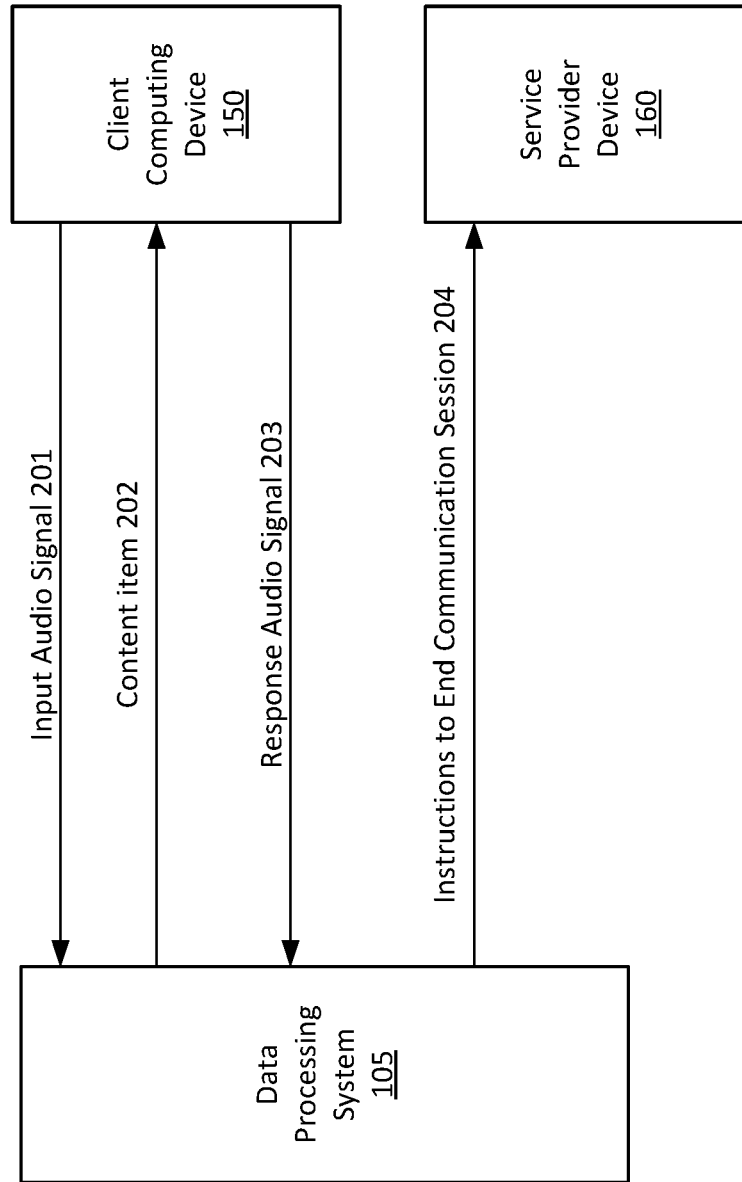 Client
Computing
Device
150
Service
Provider
Device
160
Input Audio Signal 201
Content item 202
Response Audio Signal 203
Instructions to End Communication Session 204
Data
Processing
System
105